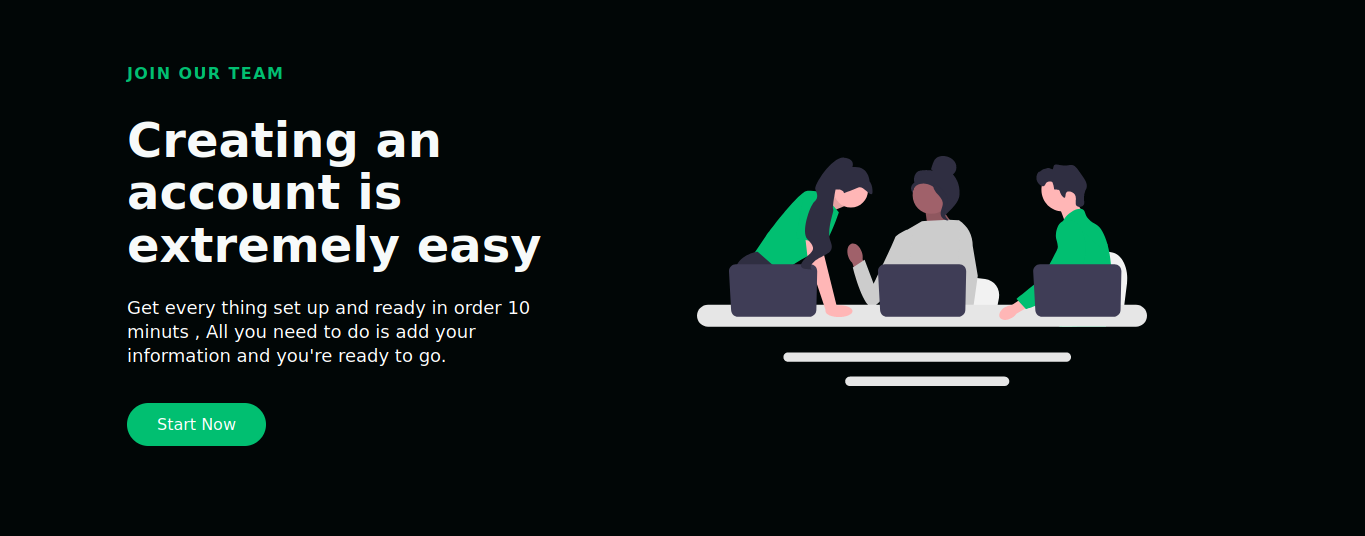 JOIN OUR TEAM
Creating an
account is
extremely easy
Get every thing set up and ready in order 10
minuts , All you need to do is add your
information and you're ready to go.
Start Now